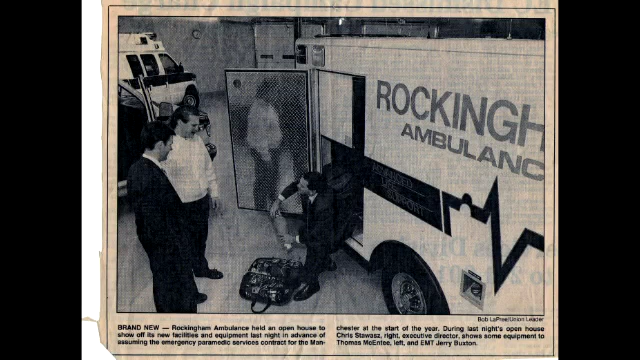 ROCKINGH
AMBULANC
Bob LaPree/Union Leader
BRAND NEW — Rockingham Ambulance held an open house to
show off its new facilities and equipment last night in advance of
assuming the emergency paramedic services contract for the Man-
chester at the start of the year. During last night's open house
Chris Stawasz, right, executive director, shows some equipment to
Thomas McEntee, left, and EMT Jerry Buxton.